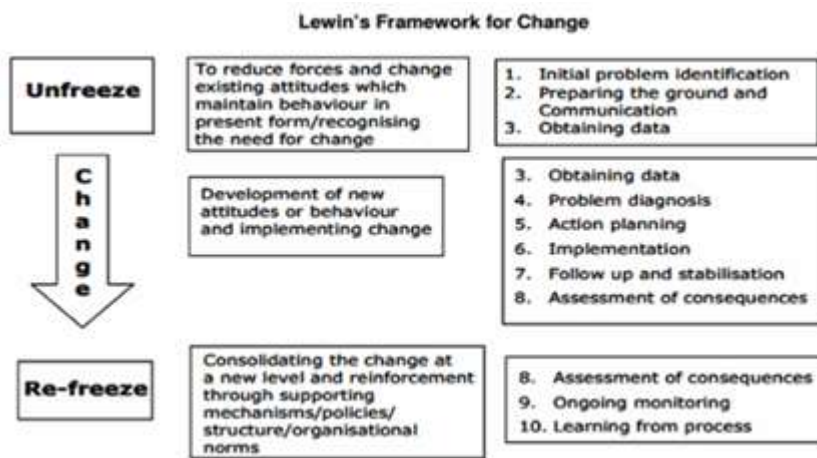 Lewin's Framework for Change
Unfreeze
To reduce forces and change
existing attitudes which
maintain behaviour in
present form/recognising
the need for change
1. Initial problem identification
2. Preparing the ground and
Communication
3. Obtaining data
Change
Development of new
attitudes or behaviour
and implementing change
3. Obtaining data
4. Problem diagnosis
5. Action planning
6. Implementation
7. Follow up and stabilisation
8. Assessment of consequences
Re-freeze
Consolidating the change at
a new level and reinforcement
through supporting
mechanisms/policies/
structure/organisational
norms
8. Assessment of consequences
9. Ongoing monitoring
10. Learning from process